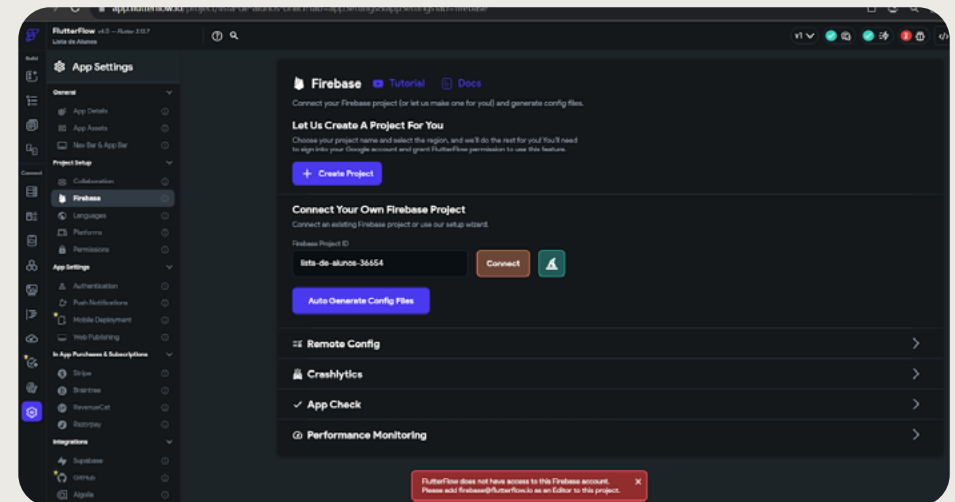 FlutterFlow
Lista de Alunos
App Settings
v1
Build
General
App Details
App Assets
Nav Bar & App Bar
Project Setup
Connect
Collaboration
Firebase
Languages
Platforms
Permissions
App Settings
Authentication
Push Notifications
Mobile Deployment
Web Publishing
In App Purchases & Subscriptions
Stripe
Braintree
RevenueCat
Razorpay
Integrations
Supabase
GitHub
Algolia
Firebase Tutorial Docs
Connect your Firebase project (or let us make one for you!) and generate config files.
Let Us Create A Project For You
Choose your project name and select the region, and we'll do the rest for you! You'll need
to sign into your Google account and grant FlutterFlow permission to use this feature.
+ Create Project
Connect Your Own Firebase Project
Connect an existing Firebase project or use our setup wizard.
Firebase Project ID
lista-de-alunos-36654
Connect
Auto Generate Config Files
Remote Config
Crashlytics
App Check
Performance Monitoring
FlutterFlow does not have access to this Firebase account.
Please add firebase@flutterflow.io as an Editor to this project.